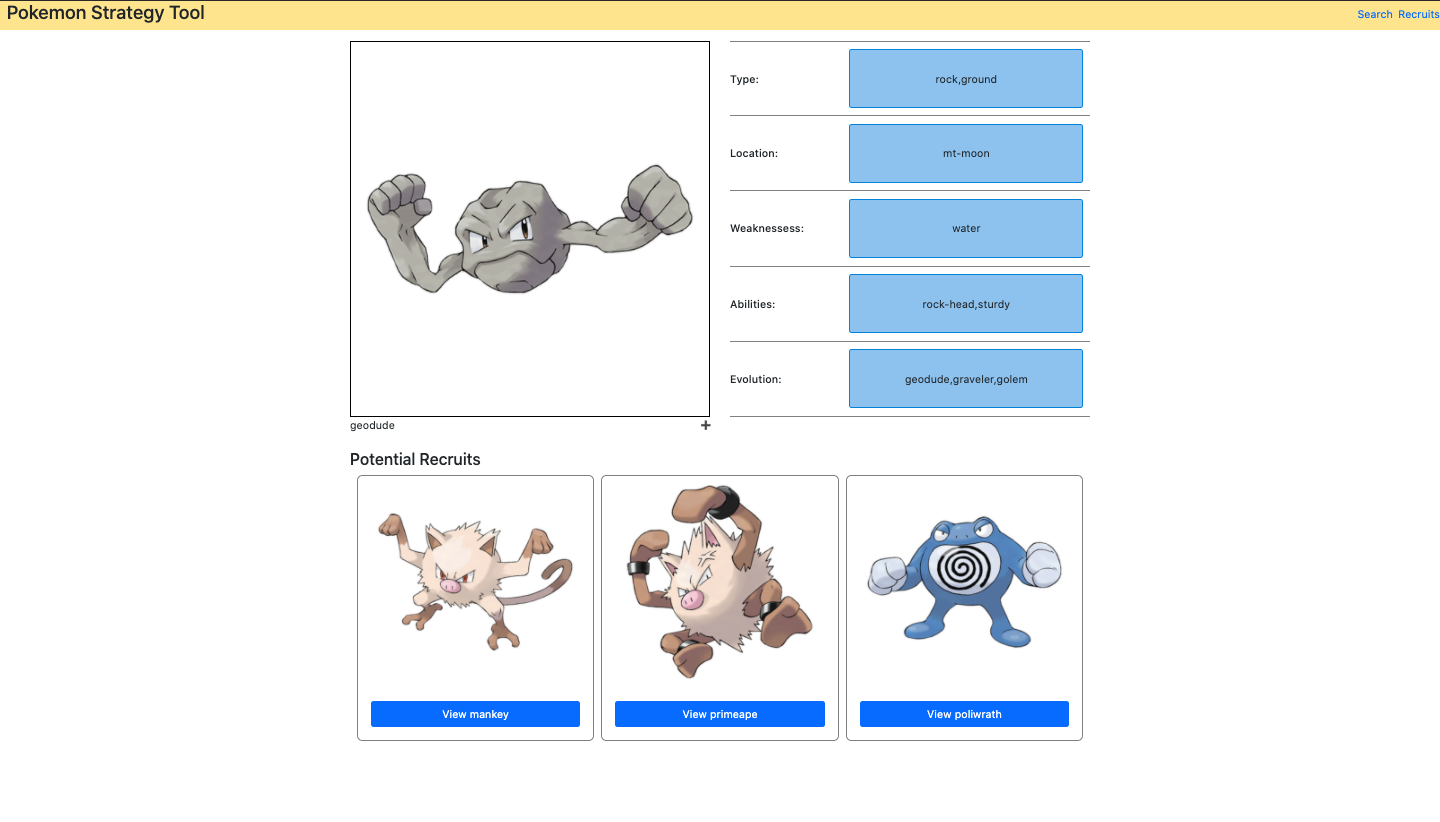 Pokemon Strategy Tool
Search Recruits
Type: rock,ground
Location: mt-moon
Weaknessess: water
Abilities: rock-head,sturdy
Evolution: geodude,graveler,golem
geodude +
Potential Recruits
View mankey
View primeape
View poliwrath